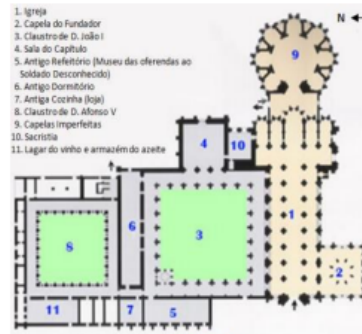 1. Igreja
2. Capela do Fundador
3. Claustro de D. João I
4. Sala do Capítulo
5. Antigo Refeitório (Museu das oferendas ao
Soldado Desconhecido)
6. Antigo Dormitório
7. Antiga Cozinha (loja)
8. Claustro de D. Afonso V
9. Capelas Imperfeitas
10. Sacristia
11. Lagar do vinho e armazém do azeite
N
9
4
10
6
3
1
8
2
11
7
5